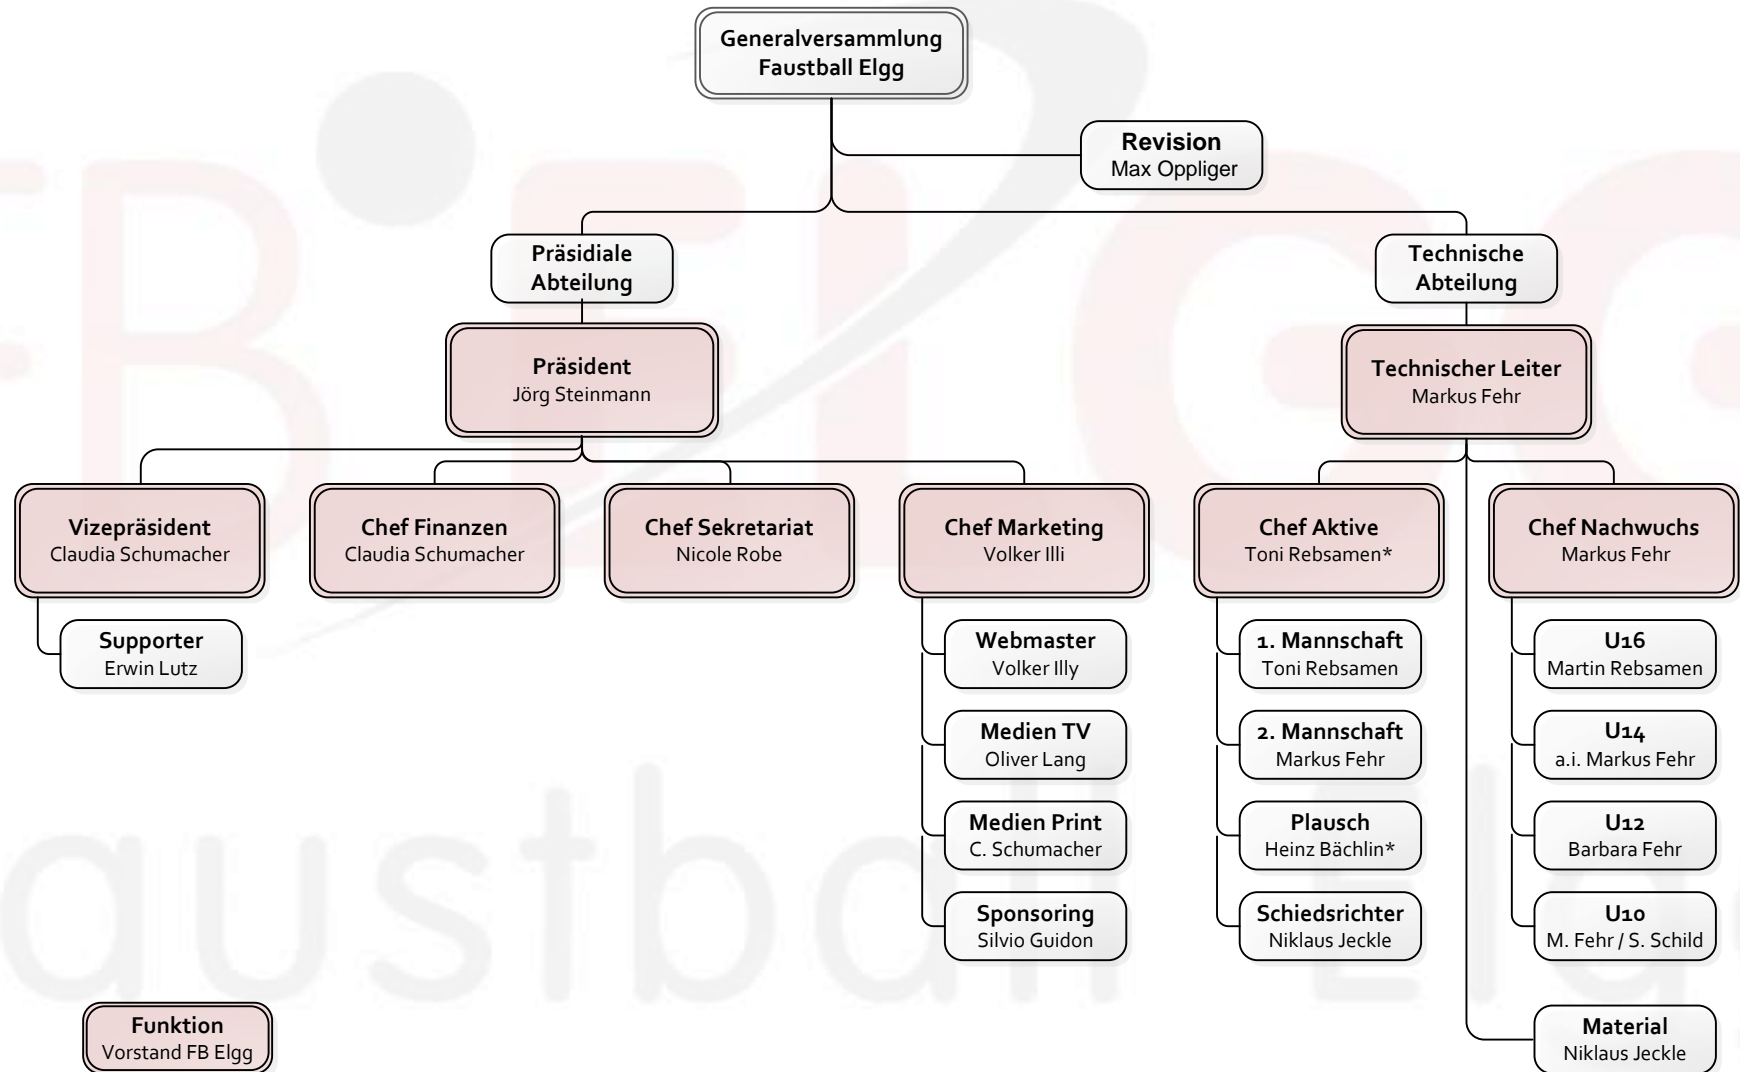 Generalversammlung
Faustball Elgg
Revision
Max Oppliger
Präsidiale
Abteilung
Technische
Abteilung
Präsident
Jörg Steinmann
Technischer Leiter
Markus Fehr
Vizepräsident
Claudia Schumacher
Chef Finanzen
Claudia Schumacher
Chef Sekretariat
Nicole Robe
Chef Marketing
Volker Illi
Chef Aktive
Toni Rebsamen*
Chef Nachwuchs
Markus Fehr
Supporter
Erwin Lutz
Webmaster
Volker Illy
Medien TV
Oliver Lang
Medien Print
C. Schumacher
Sponsoring
Silvio Guidon
1. Mannschaft
Toni Rebsamen
2. Mannschaft
Markus Fehr
Plausch
Heinz Bächlin*
Schiedsrichter
Niklaus Jeckle
U16
Martin Rebsamen
U14
a.i. Markus Fehr
U12
Barbara Fehr
U10
M. Fehr / S. Schild
Material
Niklaus Jeckle
Funktion
Vorstand FB Elgg
FB ELGG
austball Elg